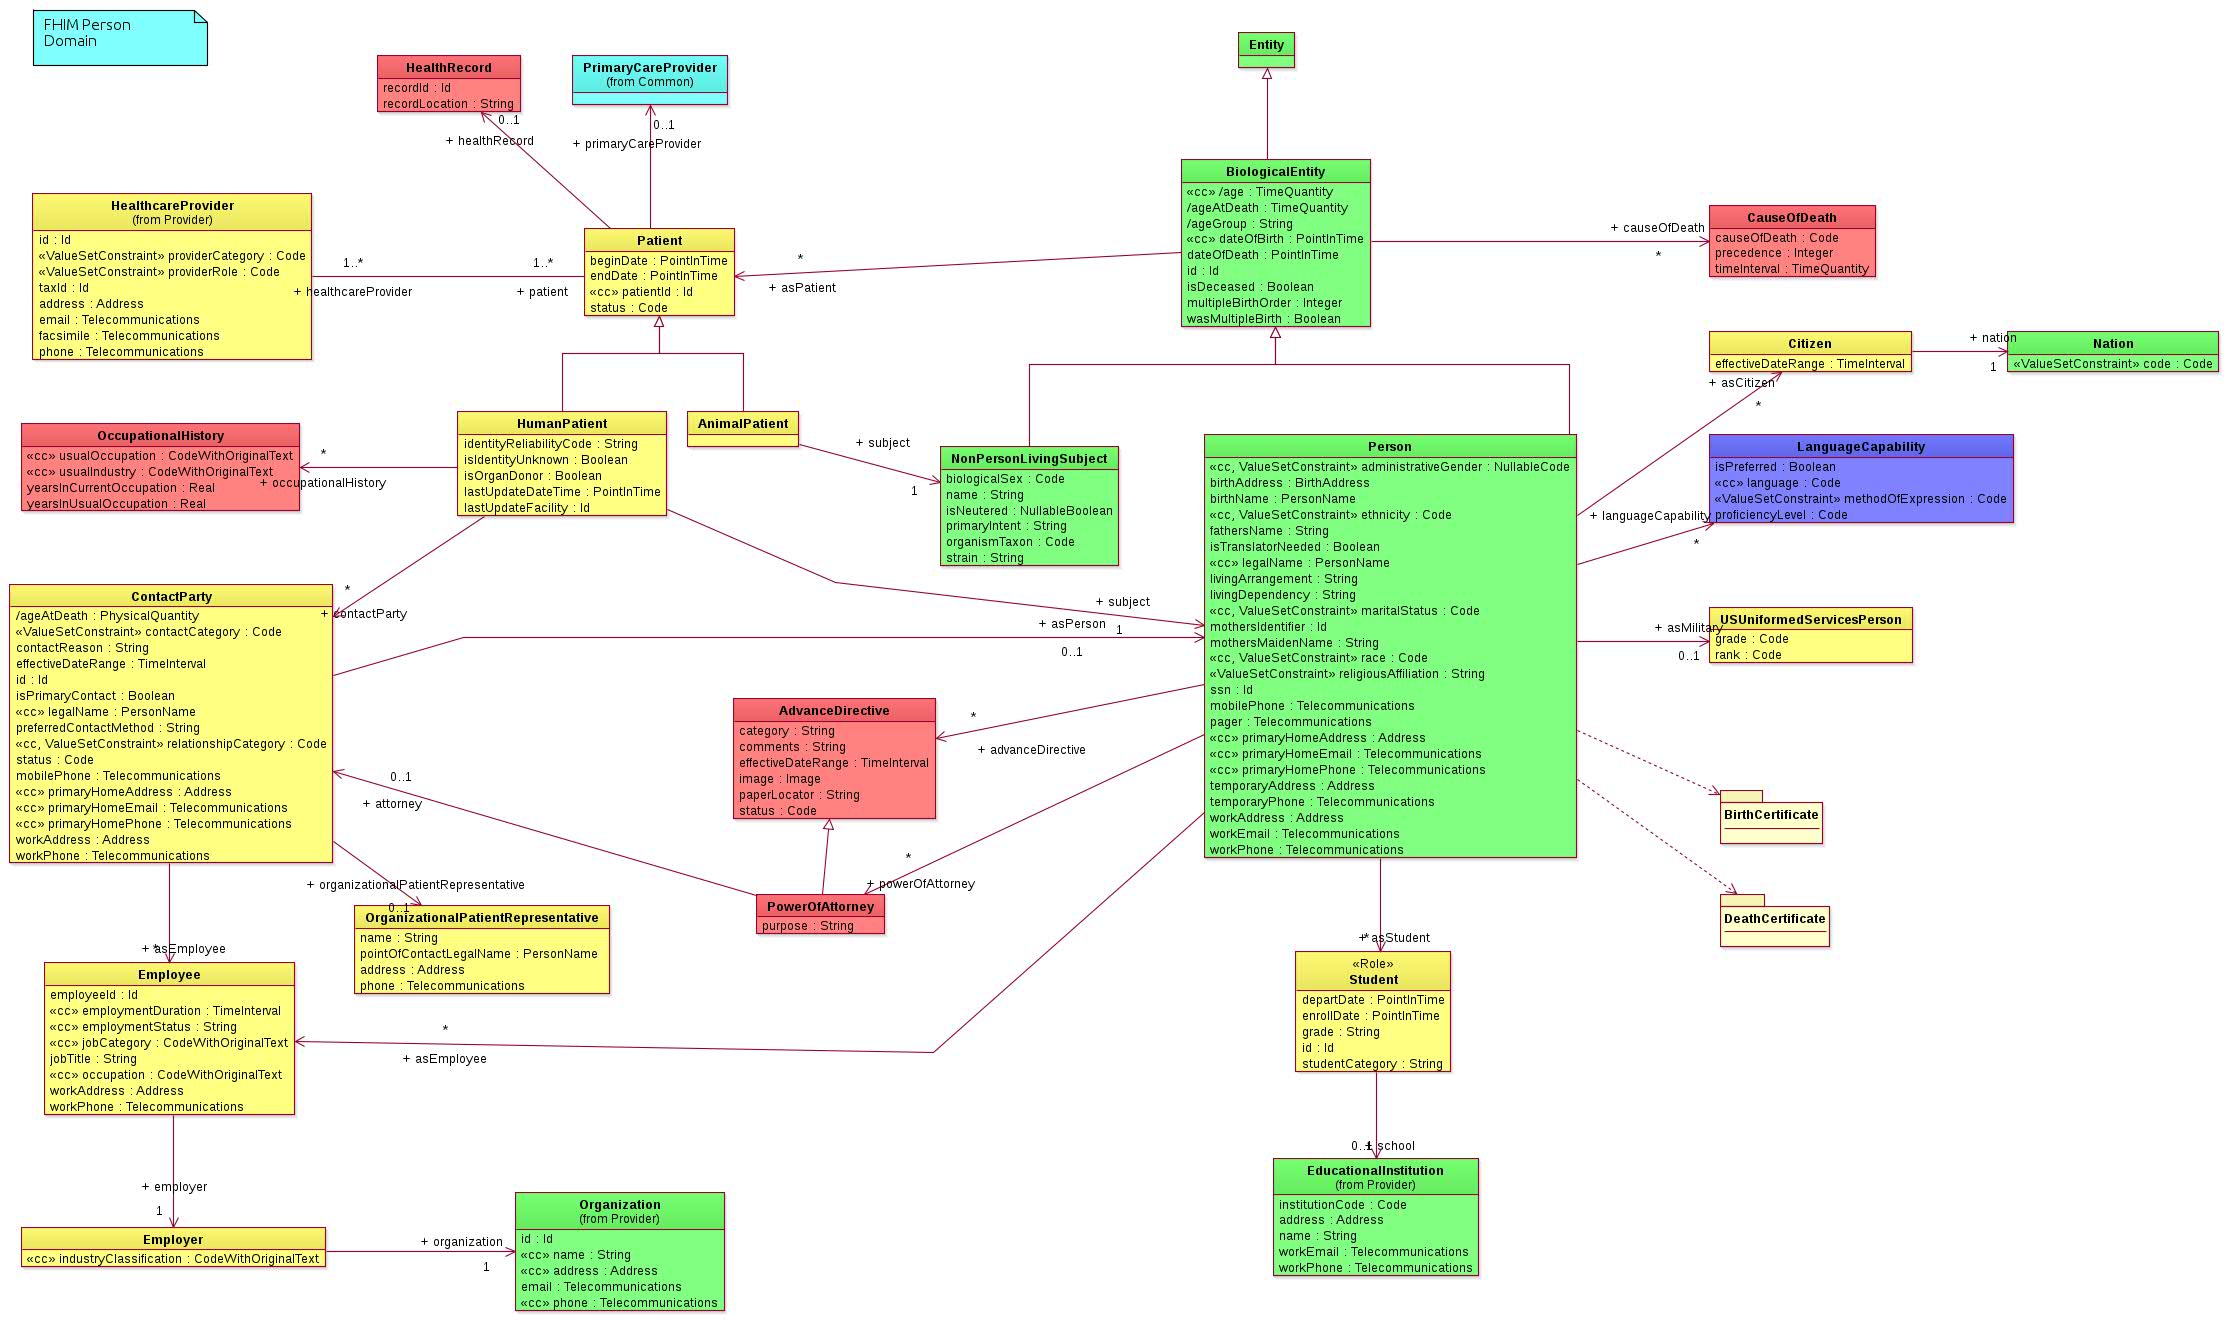 FHIM Person
Domain
HealthRecord
recordId : Id
recordLocation : String
0..1
+ healthRecord
PrimaryCareProvider
(from Common)
0..1
+ primaryCareProvider
Entity
HealthcareProvider
(from Provider)
id : Id
«ValueSetConstraint» providerCategory : Code
«ValueSetConstraint» providerRole : Code
taxId : Id
address : Address
email : Telecommunications
facsimile : Telecommunications
phone : Telecommunications
1..*
+ healthcareProvider
1..*
+ patient
Patient
beginDate : PointInTime
endDate : PointInTime
«cc» patientId : Id
status : Code
*
+ asPatient
BiologicalEntity
«cc» /age : TimeQuantity
/ageAtDeath : TimeQuantity
/ageGroup : String
«cc» dateOfBirth : PointInTime
dateOfDeath : PointInTime
id : Id
isDeceased : Boolean
multipleBirthOrder : Integer
wasMultipleBirth : Boolean
+ causeOfDeath
*
CauseOfDeath
causeOfDeath : Code
precedence : Integer
timeInterval : TimeQuantity
Citizen
effectiveDateRange : TimeInterval
+ asCitizen
*
+ nation
1
Nation
«ValueSetConstraint» code : Code
OccupationalHistory
«cc» usualOccupation : CodeWithOriginalText
«cc» usualIndustry : CodeWithOriginalText
yearsInCurrentOccupation : Real
yearsInUsualOccupation : Real
*
+ occupationalHistory
HumanPatient
identityReliabilityCode : String
isIdentityUnknown : Boolean
isOrganDonor : Boolean
lastUpdateDateTime : PointInTime
lastUpdateFacility : Id
AnimalPatient
+ subject
1
NonPersonLivingSubject
biologicalSex : Code
name : String
isNeutered : NullableBoolean
primaryIntent : String
organismTaxon : Code
strain : String
Person
«cc, ValueSetConstraint» administrativeGender : NullableCode
birthAddress : BirthAddress
birthName : PersonName
«cc, ValueSetConstraint» ethnicity : Code
fathersName : String
isTranslatorNeeded : Boolean
«cc» legalName : PersonName
livingArrangement : String
livingDependency : String
«cc, ValueSetConstraint» maritalStatus : Code
mothersIdentifier : Id
mothersMaidenName : String
«cc, ValueSetConstraint» race : Code
«ValueSetConstraint» religiousAffiliation : String
ssn : Id
mobilePhone : Telecommunications
pager : Telecommunications
«cc» primaryHomeAddress : Address
«cc» primaryHomeEmail : Telecommunications
«cc» primaryHomePhone : Telecommunications
temporaryAddress : Address
temporaryPhone : Telecommunications
workAddress : Address
workEmail : Telecommunications
workPhone : Telecommunications
LanguageCapability
isPreferred : Boolean
«cc» language : Code
«ValueSetConstraint» methodOfExpression : Code
proficiencyLevel : Code
+ languageCapability
*
USUniformedServicesPerson
grade : Code
rank : Code
+ asMilitary
0..1
ContactParty
/ageAtDeath : PhysicalQuantity
«ValueSetConstraint» contactCategory : Code
contactReason : String
effectiveDateRange : TimeInterval
id : Id
isPrimaryContact : Boolean
«cc» legalName : PersonName
preferredContactMethod : String
«cc, ValueSetConstraint» relationshipCategory : Code
status : Code
mobilePhone : Telecommunications
«cc» primaryHomeAddress : Address
«cc» primaryHomeEmail : Telecommunications
«cc» primaryHomePhone : Telecommunications
workAddress : Address
workPhone : Telecommunications
*
+ contactParty
+ subject
1
+ asPerson
0..1
AdvanceDirective
category : String
comments : String
effectiveDateRange : TimeInterval
image : Image
paperLocator : String
status : Code
*
+ advanceDirective
0..1
+ attorney
*
+ powerOfAttorney
PowerOfAttorney
purpose : String
BirthCertificate
DeathCertificate
+ organizationalPatientRepresentative
0..1
OrganizationalPatientRepresentative
name : String
pointOfContactLegalName : PersonName
address : Address
phone : Telecommunications
*
+ asEmployee
Employee
employeeId : Id
«cc» employmentDuration : TimeInterval
«cc» employmentStatus : String
«cc» jobCategory : CodeWithOriginalText
jobTitle : String
«cc» occupation : CodeWithOriginalText
workAddress : Address
workPhone : Telecommunications
*
+ asEmployee
*
+ asStudent
«Role»
Student
departDate : PointInTime
enrollDate : PointInTime
grade : String
id : Id
studentCategory : String
0..1
+ school
EducationalInstitution
(from Provider)
institutionCode : Code
address : Address
name : String
workEmail : Telecommunications
workPhone : Telecommunications
+ employer
1
Employer
«cc» industryClassification : CodeWithOriginalText
+ organization
1
Organization
(from Provider)
id : Id
«cc» name : String
«cc» address : Address
email : Telecommunications
«cc» phone : Telecommunications